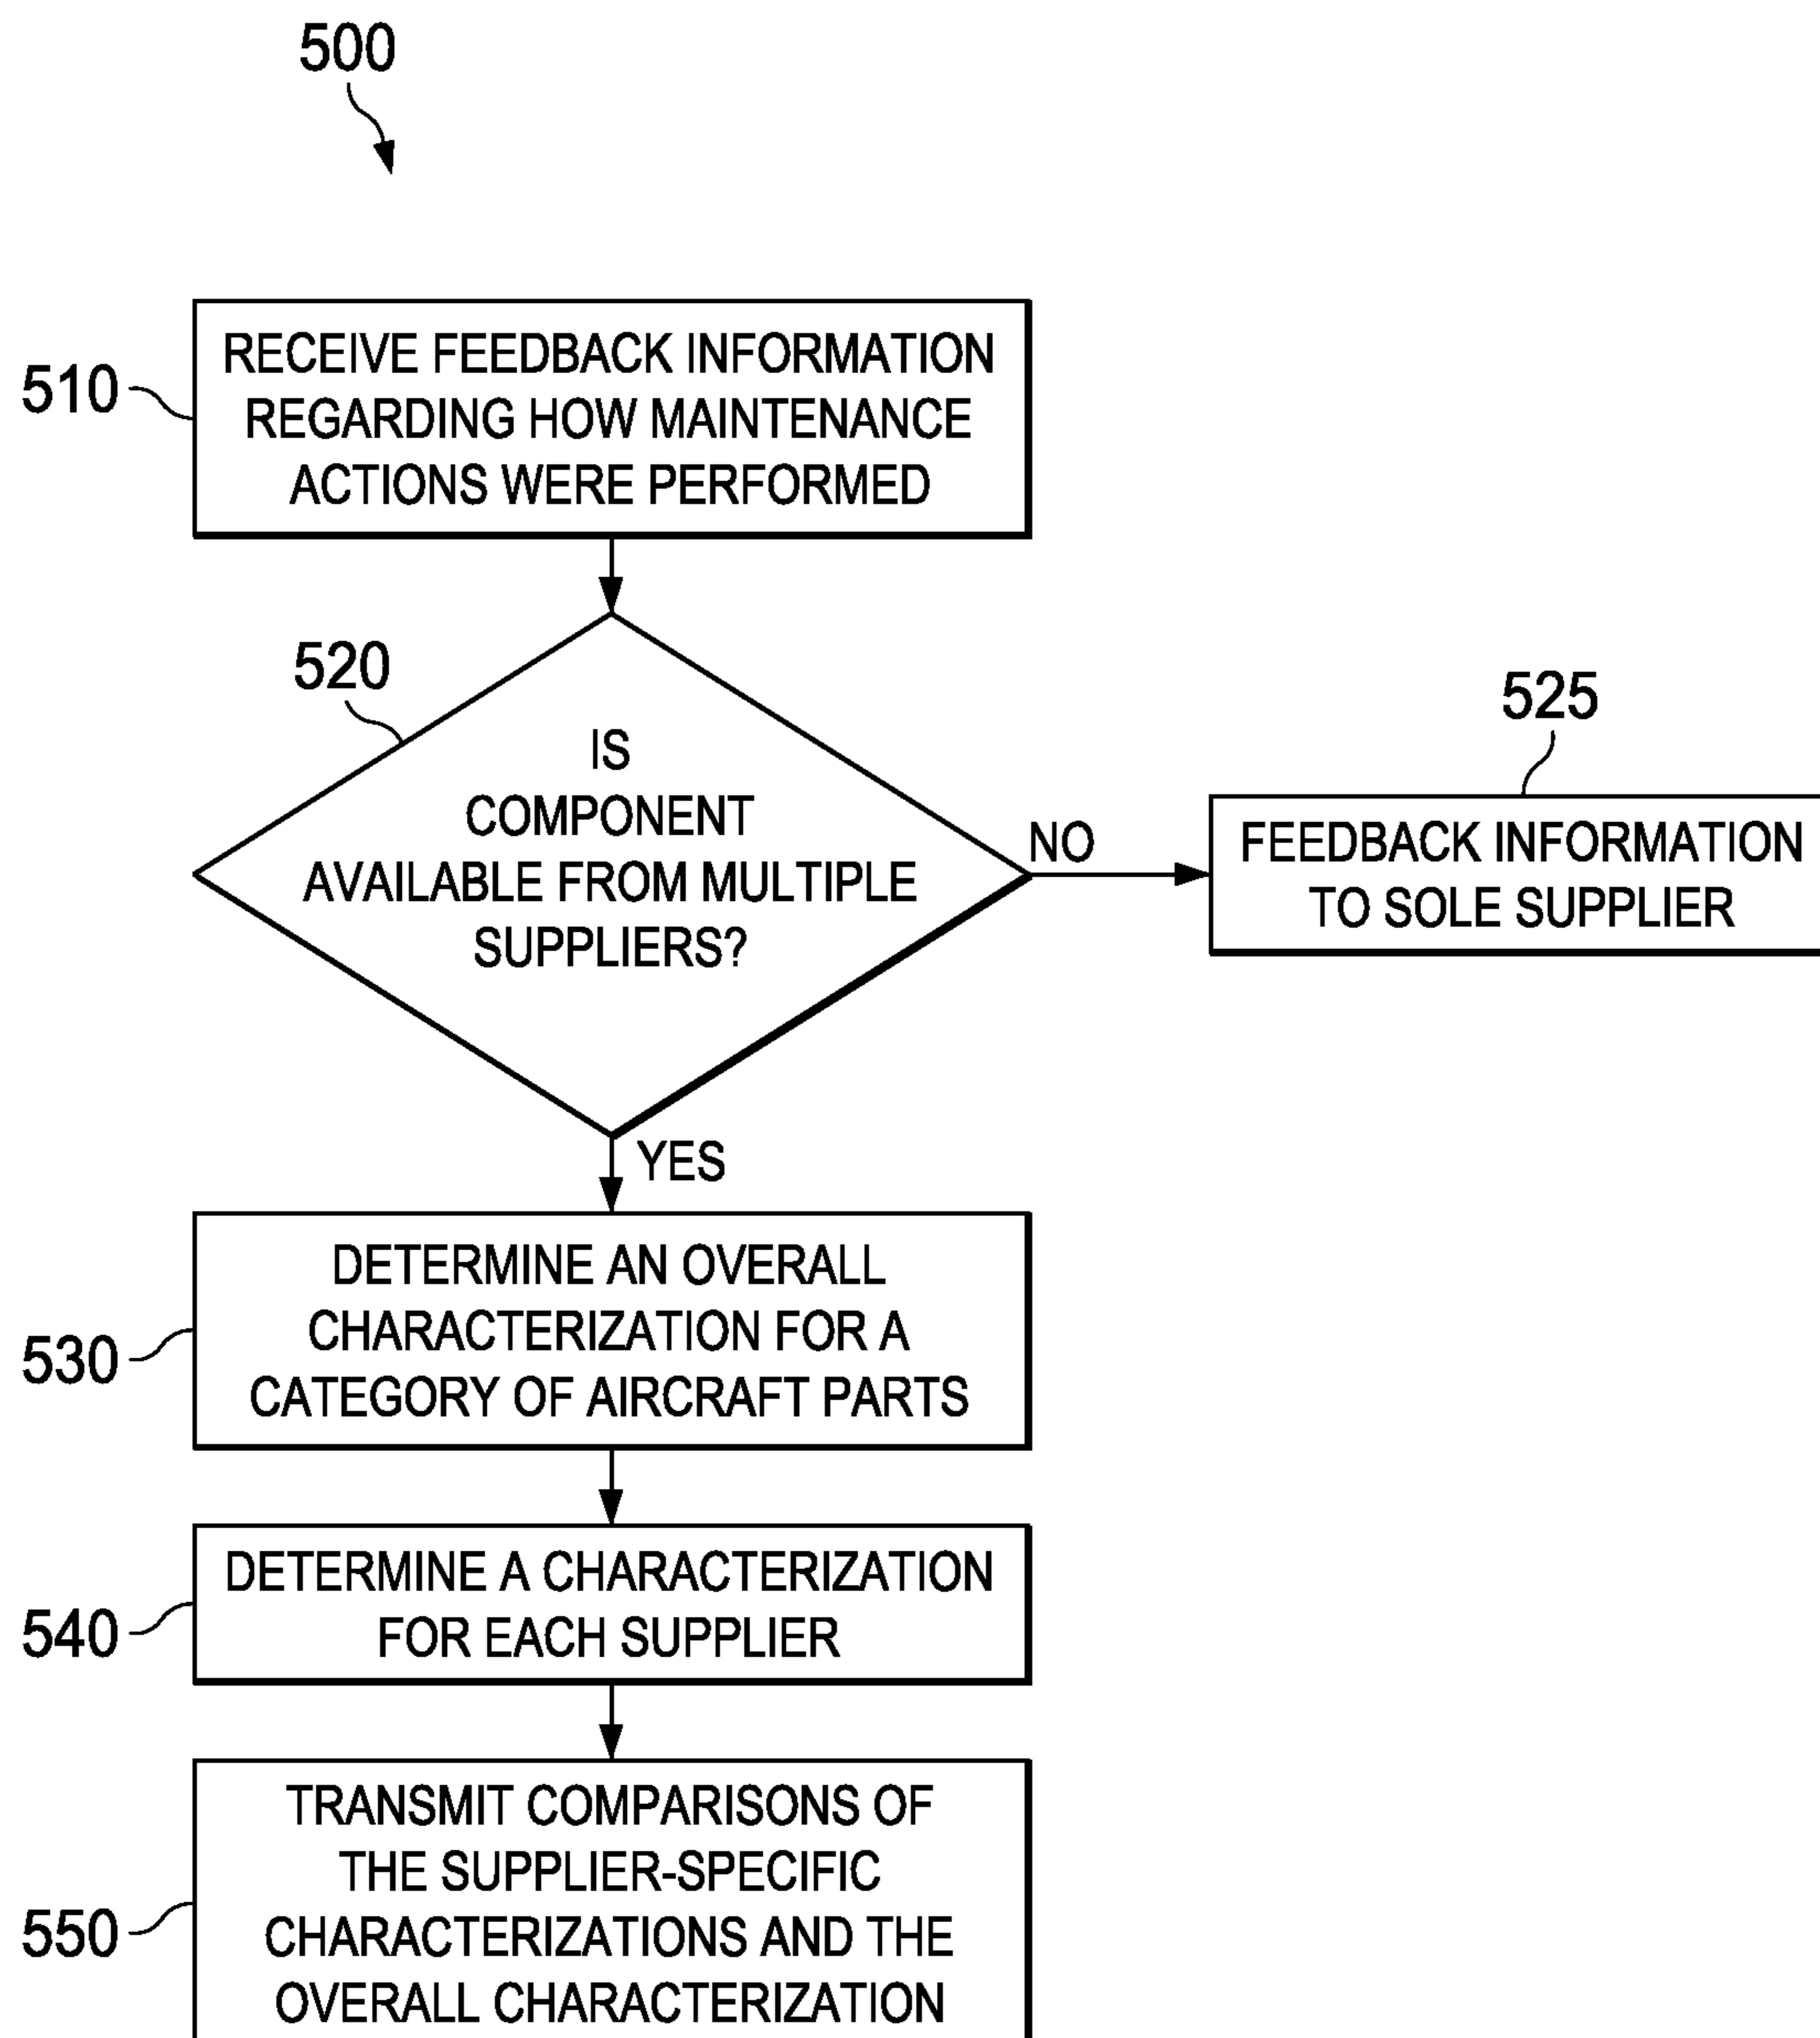 500
510
RECEIVE FEEDBACK INFORMATION
REGARDING HOW MAINTENANCE
ACTIONS WERE PERFORMED
520
IS
COMPONENT
AVAILABLE FROM MULTIPLE
SUPPLIERS?
NO
525
FEEDBACK INFORMATION
TO SOLE SUPPLIER
YES
530
DETERMINE AN OVERALL
CHARACTERIZATION FOR A
CATEGORY OF AIRCRAFT PARTS
540
DETERMINE A CHARACTERIZATION
FOR EACH SUPPLIER
550
TRANSMIT COMPARISONS OF
THE SUPPLIER-SPECIFIC
CHARACTERIZATIONS AND THE
OVERALL CHARACTERIZATION